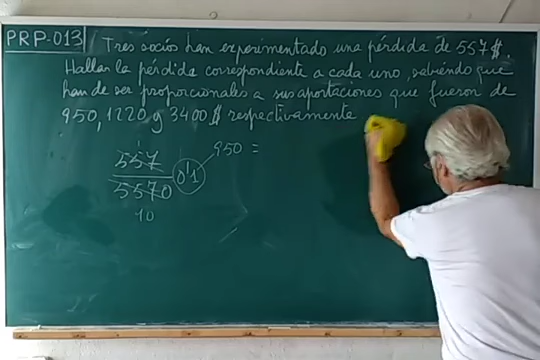 PRP-013 Tres socios han experimentado una pérdida de 557$.
Hallar la pérdida correspondiente a cada uno, sabiendo que
han de ser proporcionales a sus aportaciones que fueron de
950, 1220 y 3400 $ respectivamente
557
5570
0'1
950 =
10